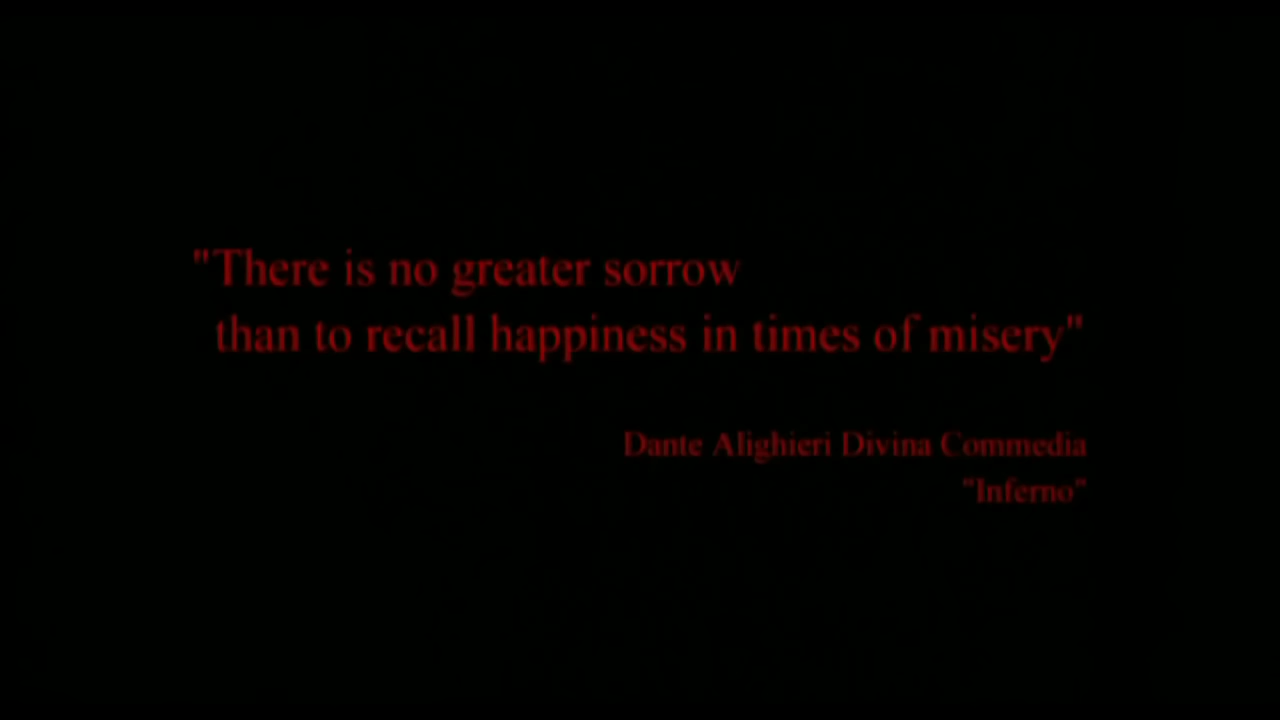 "There is no greater sorrow
than to recall happiness in times of misery"
Dante Alighieri Divina Commedia
"Inferno"